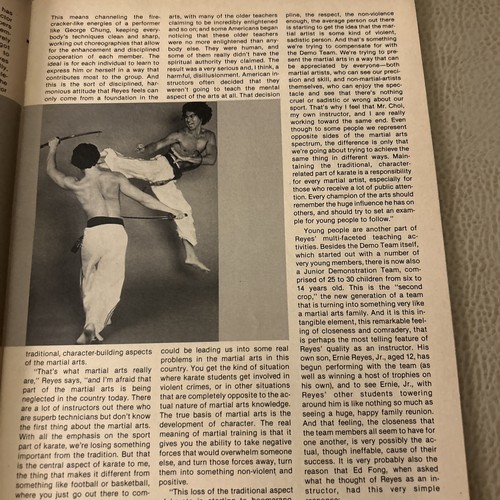 has
ctor
ders
em-
got
to
This means channeling the fire-
cracker-like energies of a performer
like George Chung, keeping every-
body's techniques clean and sharp,
working out choreographies that allow
for the enhancement and disciplined
cooperation of each member. The
ideal is for each individual to learn to
express him or herself in a way that
contributes most to the group. And
this is the sort of disciplined, har-
monious attitude that Reyes feels can
only come from a foundation in the
traditional, character-building aspects
of the martial arts.
"That's what martial arts really
are," Reyes says, "and I'm afraid that
part of the martial arts is being
neglected in the country today. There
are a lot of instructors out there who
are superb technicians but don't know
the first thing about the martial arts.
With all the emphasis on the sport
part of karate, we're losing something
important from the tradition. But that
is the central aspect of karate to me,
the thing that makes it different from
something like football or basketball,
where you just go out there to com-
arts, with many of the older teachers
claiming to be incredibly enlightened
and so on; and some Americans began
noticing that these older teachers
were no more enlightened than any-
body else. They were human, and
some of them really didn't have the
spiritual authority they claimed. The
result was a very serious and, I think, a
harmful, disillusionment. American in-
structors often decided that they
weren't going to teach the mental
aspect of the arts at all. That decision
could be leading us into some real
problems in the martial arts in this
country. You get the kind of situation
where karate students get involved in
violent crimes, or in other situations
that are completely opposite to the ac-
tual nature of martial arts knowledge.
The true basis of martial arts is the
development of character. The real
meaning of martial training is that it
gives you the ability to take negative
forces that would overwhelm someone
else, and turn those forces away, turn
them into something non-violent and
positive.
"This loss of the traditional aspect
pline, the respect, the non-violence
enough, the average person out there
is starting to get the idea that the mar-
tial artist is some kind of violent,
sadistic person. And that's something
we're trying to compensate for with
the Demo Team. We're trying to pre-
sent the martial arts in a way that can
be appreciated by everyone—both
martial artists, who can see our preci-
sion and skill, and non-martial-artists
themselves, who can enjoy the spec-
tacle and see that there's nothing
cruel or sadistic or wrong about our
sport. That's why I feel that Mr. Choi,
my own instructor, and I are really
working toward the same end. Even
though to some people we represent
opposite sides of the martial arts
spectrum, the difference is only that
we're going about trying to achieve the
same thing in different ways. Main-
taining the traditional, character-
related part of karate is a responsibility
for every martial artist, especially for
those who receive a lot of public atten-
tion. Every champion of the arts should
remember the huge influence he has on
others, and should try to set an exam-
ple for young people to follow."
Young people are another part of
Reyes' multi-faceted teaching ac-
tivities. Besides the Demo Team itself,
which started out with a number of
very young members, there is now also
a Junior Demonstration Team, com-
prised of 25 to 30 children from six to
14 years old. This is the "second
crop," the new generation of a team
that is turning into something very like
a martial arts family. And it is this in-
tangible element, this remarkable feel-
ing of closeness and comradery, that
is perhaps the most telling feature of
Reyes' quality as an instructor. His
own son, Ernie Reyes, Jr., aged 12, has
begun performing with the team (as
well as winning a host of trophies on
his own), and to see Ernie, Jr., with
Reyes' other students towering
around him is like nothing so much as
seeing a huge, happy family reunion.
And that feeling, the closeness that
the team members all seem to have for
one another, is very possibly the ac-
tual, though ineffable, cause of their
success. It is very probably also the
reason that Ed Fong, when asked
what he thought of Reyes as an in-
structor, had this very simple